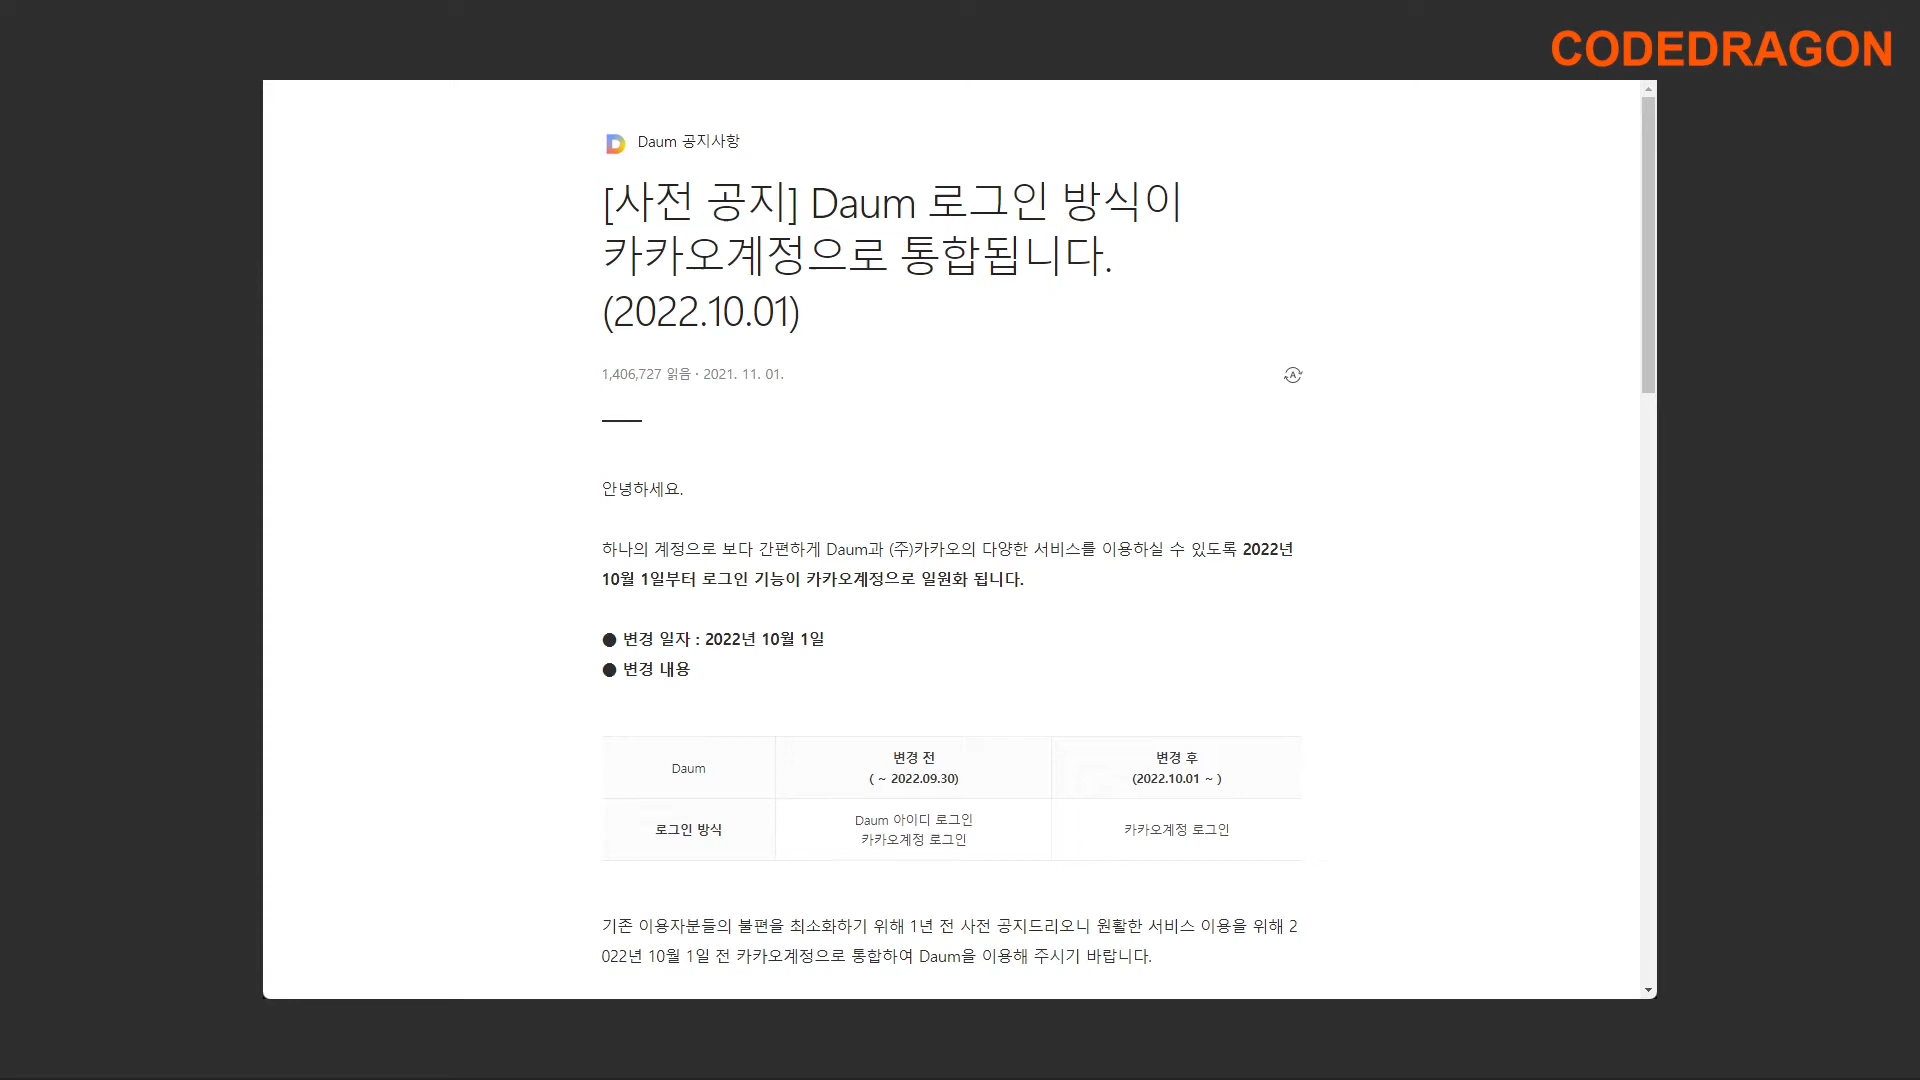 CODEDRAGON
Daum 공지사항
[사전 공지] Daum 로그인 방식이
카카오계정으로 통합됩니다.
(2022.10.01)
1,406,727 읽음 · 2021. 11. 01.
안녕하세요.
하나의 계정으로 보다 간편하게 Daum과 (주)카카오의 다양한 서비스를 이용하실 수 있도록 2022년
10월 1일부터 로그인 기능이 카카오계정으로 일원화 됩니다.
● 변경 일자 : 2022년 10월 1일
● 변경 내용
Daum
변경 전
( ~ 2022.09.30)
변경 후
(2022.10.01 ~ )
로그인 방식
Daum 아이디 로그인
카카오계정 로그인
카카오계정 로그인
기존 이용자분들의 불편을 최소화하기 위해 1년 전 사전 공지드리오니 원활한 서비스 이용을 위해 2
022년 10월 1일 전 카카오계정으로 통합하여 Daum을 이용해 주시기 바랍니다.